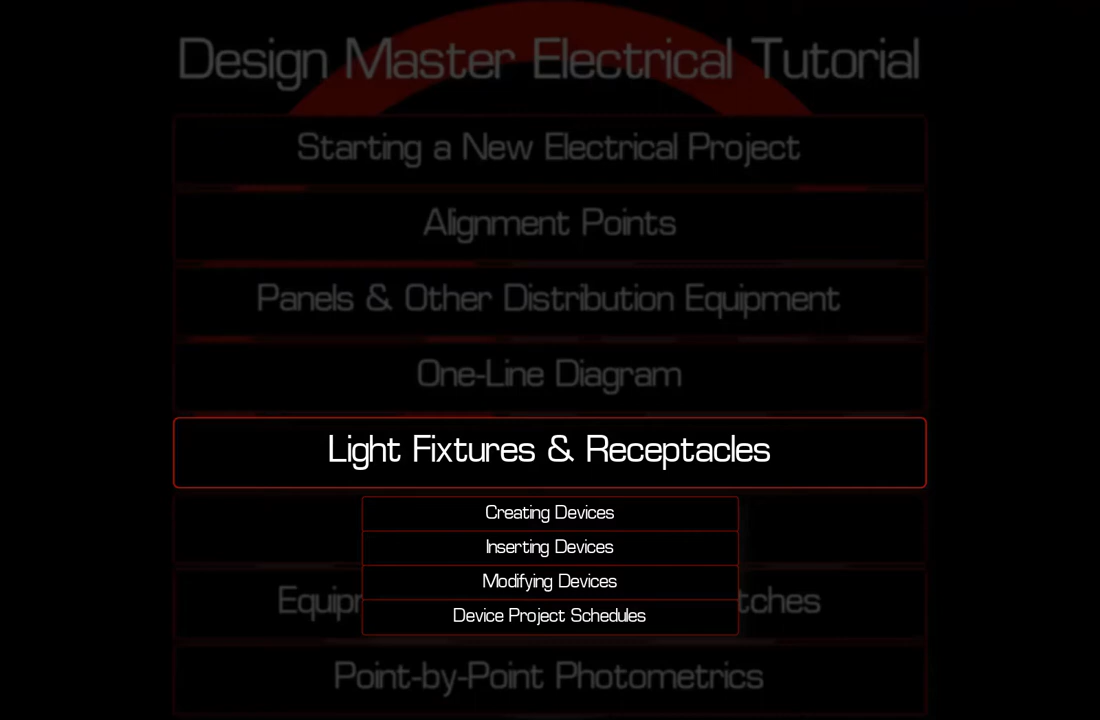 Design Master Electrical Tutorial
Starting a New Electrical Project
Alignment Points
Panels & Other Distribution Equipment
One-Line Diagram
Light Fixtures & Receptacles
Creating Devices
Inserting Devices
Modifying Devices
Device Project Schedules
Point-by-Point Photometrics